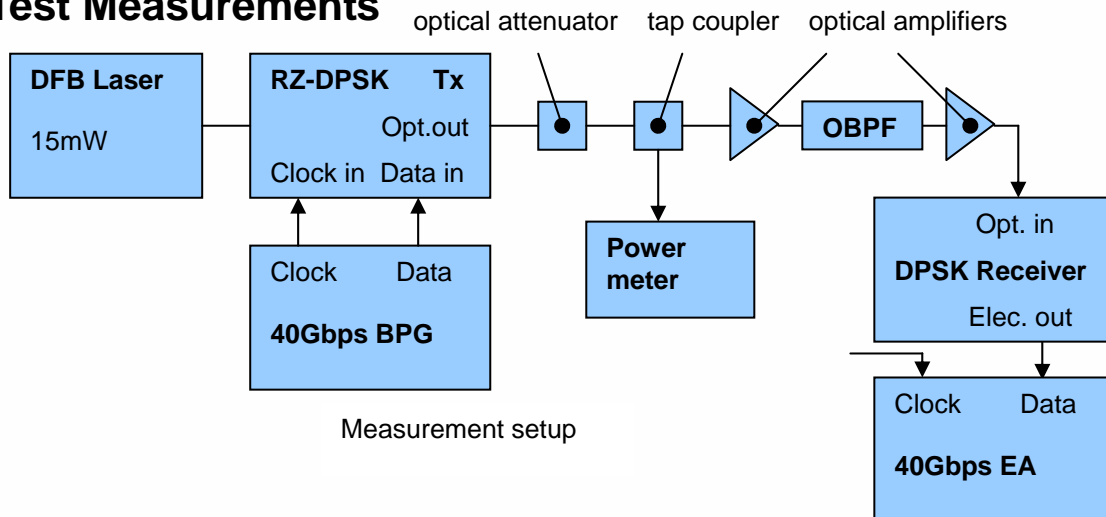 Test Measurements
optical attenuator tap coupler optical amplifiers
DFB Laser
15mW
RZ-DPSK Tx
Opt.out
Clock in Data in
OBPF
Clock Data
40Gbps BPG
Power
meter
Opt. in
DPSK Receiver
Elec. out
Clock Data
40Gbps EA
Measurement setup